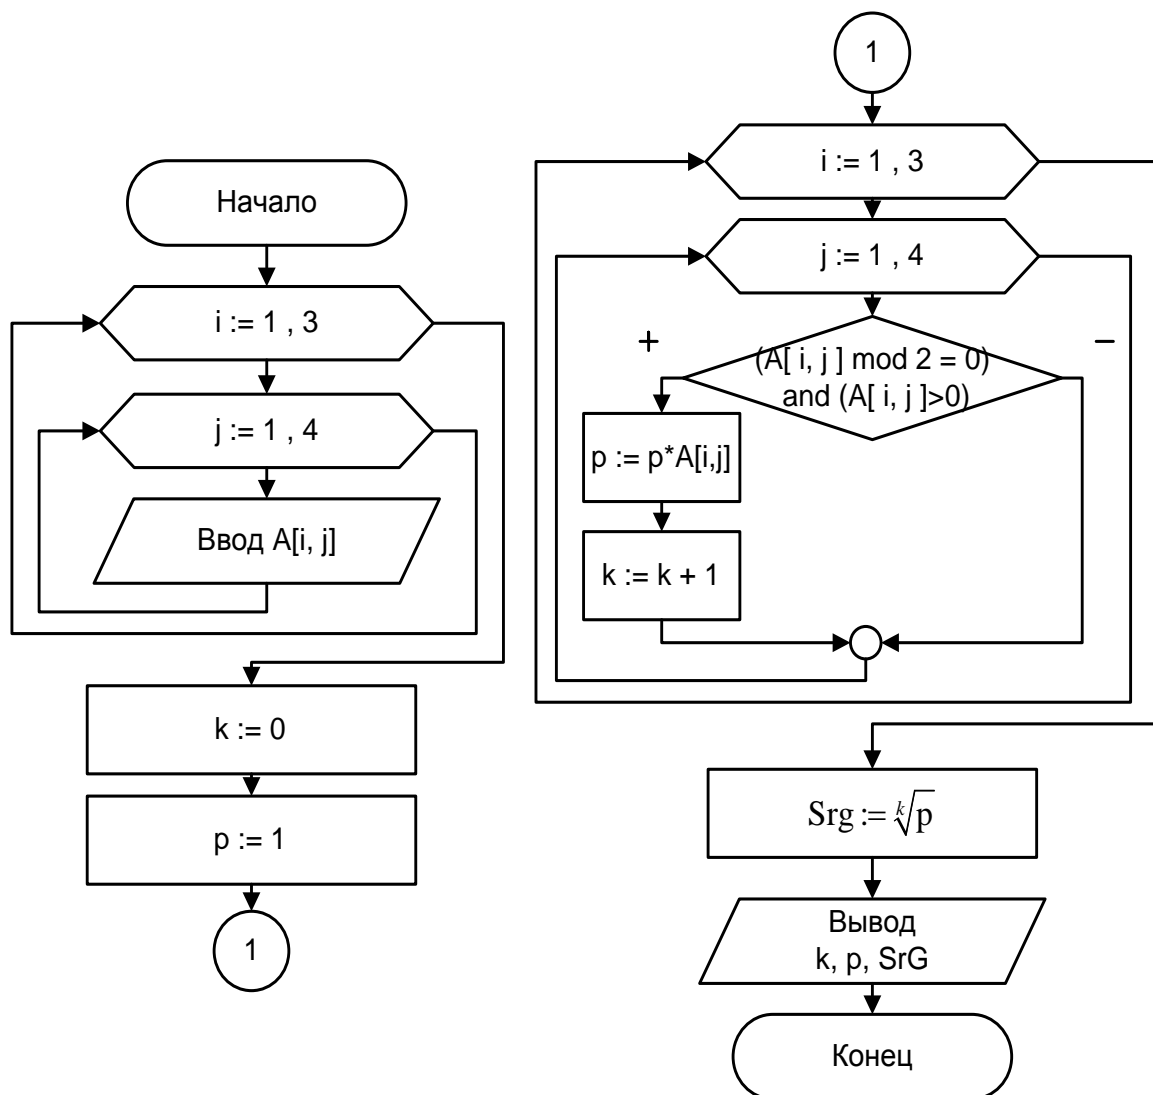 Начало
i := 1 , 3
j := 1 , 4
Ввод A[i, j]
k := 0
p := 1
1
1
i := 1 , 3
j := 1 , 4
+
−
(A[ i, j ] mod 2 = 0)
and (A[ i, j ]>0)
p := p*A[i,j]
k := k + 1
Srg := ᵏ√p
Вывод
k, p, SrG
Конец